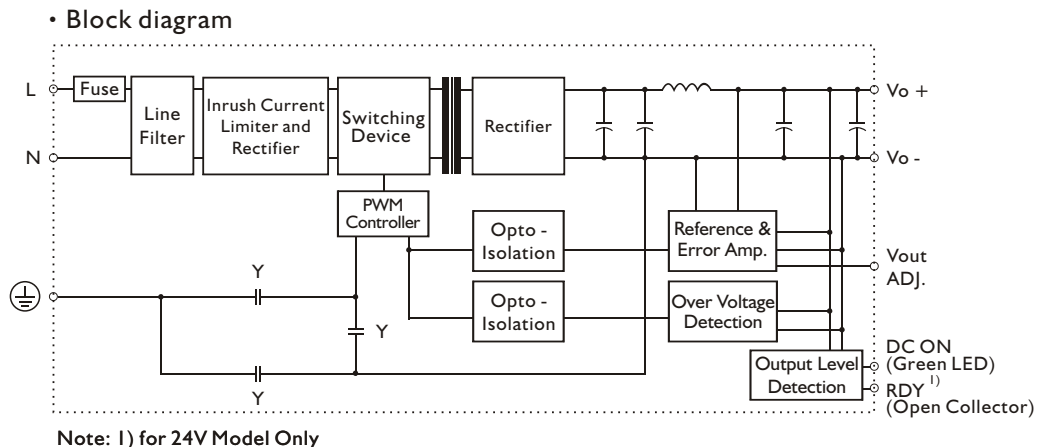 • Block diagram
L
Fuse
Line
Filter
Inrush Current
Limiter and
Rectifier
Switching
Device
Rectifier
Vo +
N
Vo -
PWM
Controller
Opto -
Isolation
Reference &
Error Amp.
Vout
ADJ.
Y
Opto -
Isolation
Over Voltage
Detection
Y
Y
Output Level
Detection
DC ON
(Green LED)
RDY 1)
(Open Collector)
Note: 1) for 24V Model Only